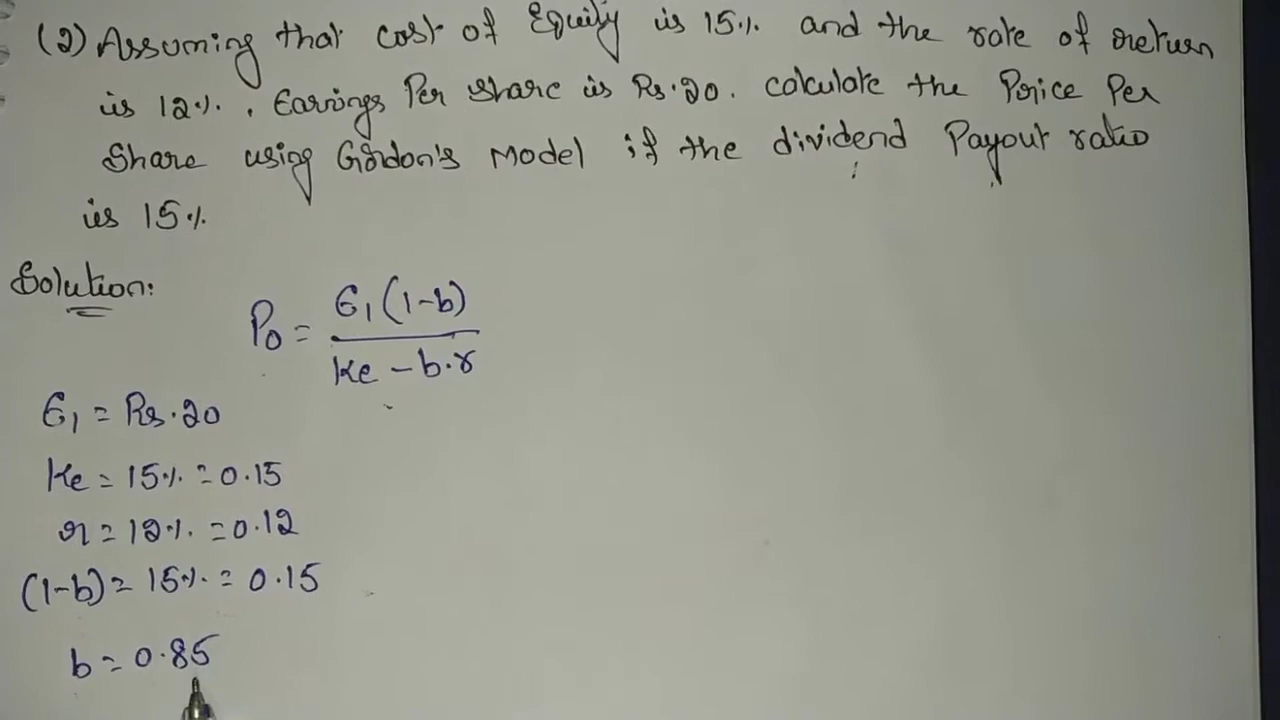 (2) Assuming that cost of Equity is 15% and the rate of return
is 12%. Earnings Per share is Rs.20. calculate the Price Per
Share using Gordon's Model if the dividend Payout ratio
is 15%
Solution:
P₀ = E₁(1-b) / Ke - b.r
E₁ = Rs.20
Ke = 15% = 0.15
r = 12% = 0.12
(1-b) = 15% = 0.15
b = 0.85